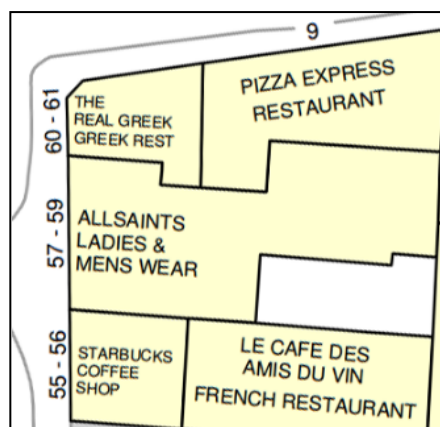 9
60 - 61
THE
REAL GREEK
GREEK REST
PIZZA EXPRESS
RESTAURANT
57 - 59
ALLSAINTS
LADIES &
MENS WEAR
55 - 56
STARBUCKS
COFFEE
SHOP
LE CAFE DES
AMIS DU VIN
FRENCH RESTAURANT